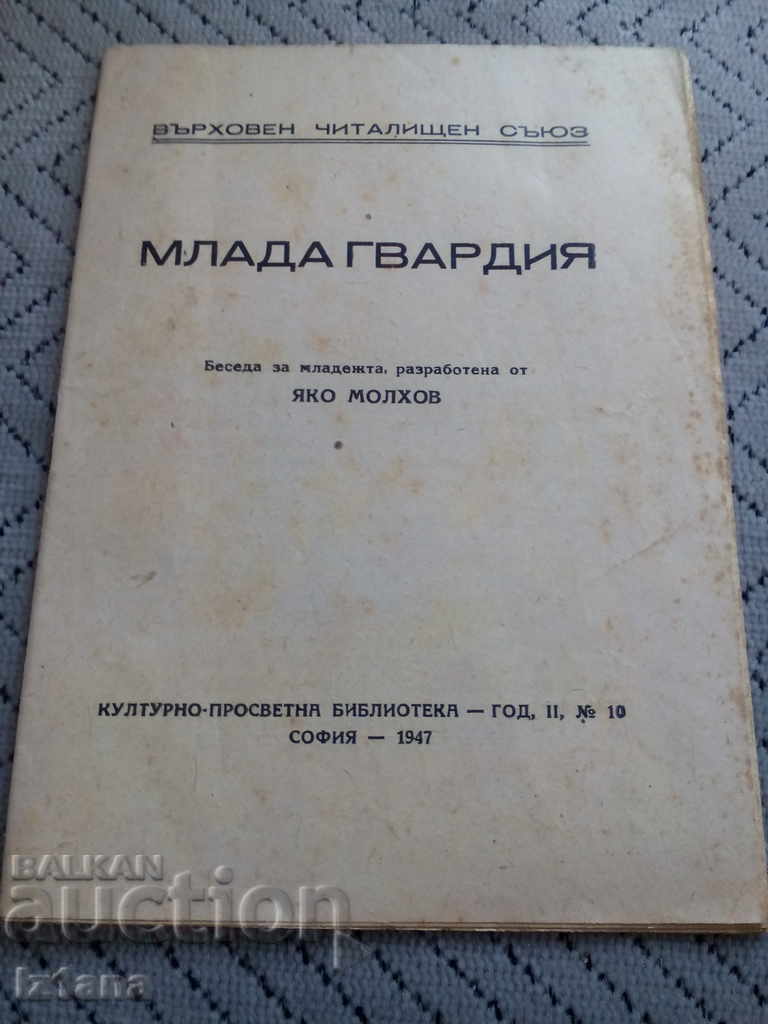 ВЪРХОВЕН ЧИТАЛИЩЕН СЪЮЗ
МЛАДА ГВАРДИЯ
Беседа за младежта, разработена от
ЯКО МОЛХОВ
КУЛТУРНО-ПРОСВЕТНА БИБЛИОТЕКА — ГОД, II, № 10
СОФИЯ — 1947
BALKAN
auction
Iztana